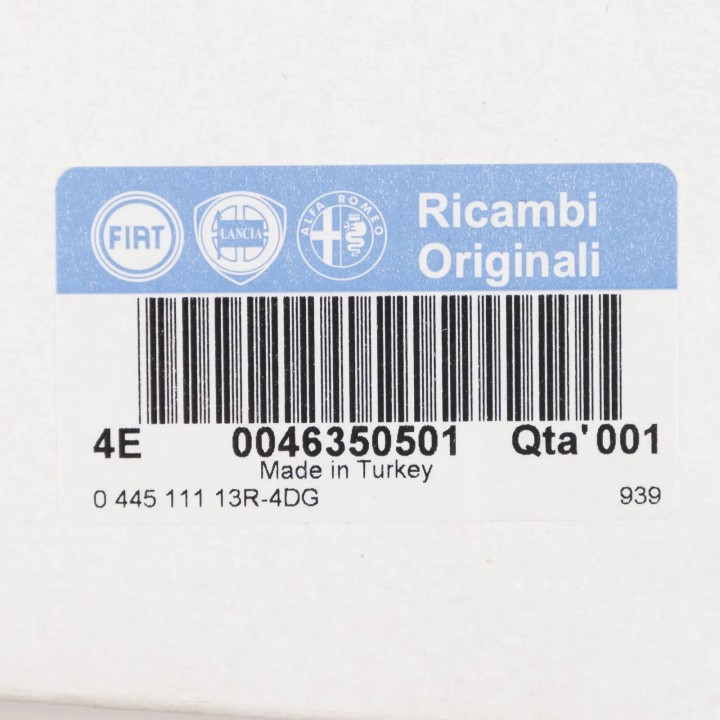 FIAT
LANCIA
ALFA ROMEO
Ricambi
Originali
4E 0046350501 Qta'001
Made in Turkey
0 445 111 13R-4DG 939